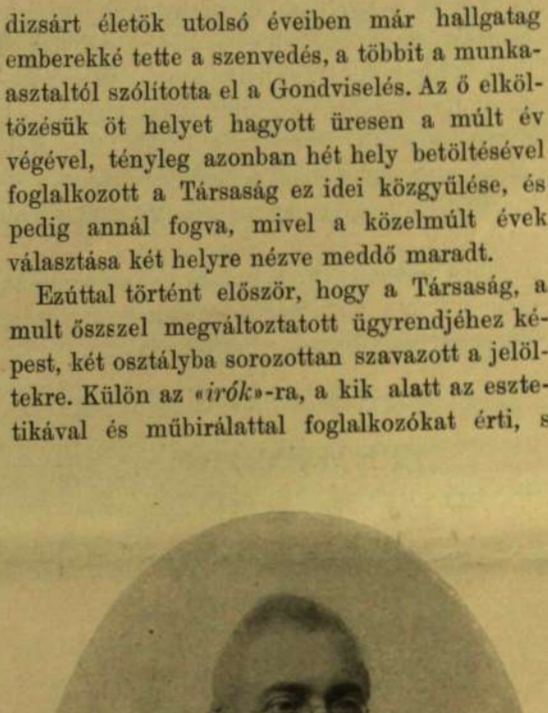 dizsárt életök utolsó éveiben már hallgatag
emberekké tette a szenvedés, a többit a munka-
asztaltól szólította el a Gondviselés. Az ő elköl-
tözésük öt helyet hagyott üresen a múlt év
végével, tényleg azonban hét hely betöltésével
foglalkozott a Társaság ez idei közgyűlése, és
pedig annál fogva, mivel a közelmúlt évek
választása két helyre nézve meddő maradt.
Ezúttal történt először, hogy a Társaság, a
mult őszszel megváltoztatott ügyrendjéhez ké-
pest, két osztályba sorozottan szavazott a jelöl-
tekre. Külön az «irók»-ra, a kik alatt az eszte-
tikával és műbirálattal foglalkozókat érti, s